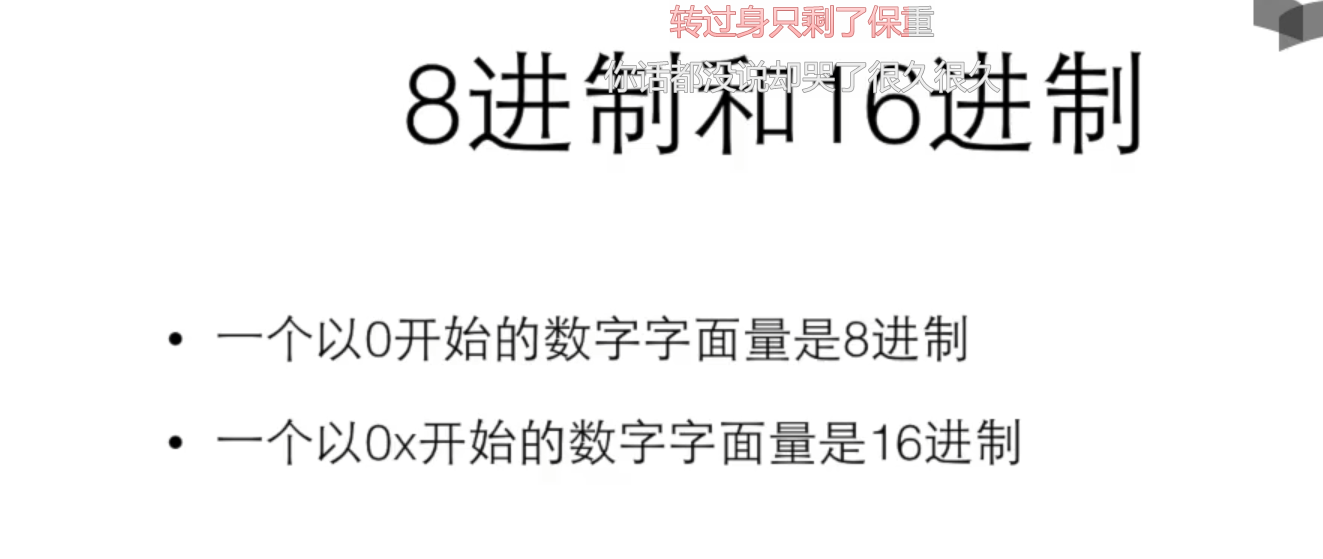 转过身只剩了保重
你话都没说却哭了很久很久
8进制和16进制
• 一个以0开始的数字字面量是8进制
• 一个以0x开始的数字字面量是16进制